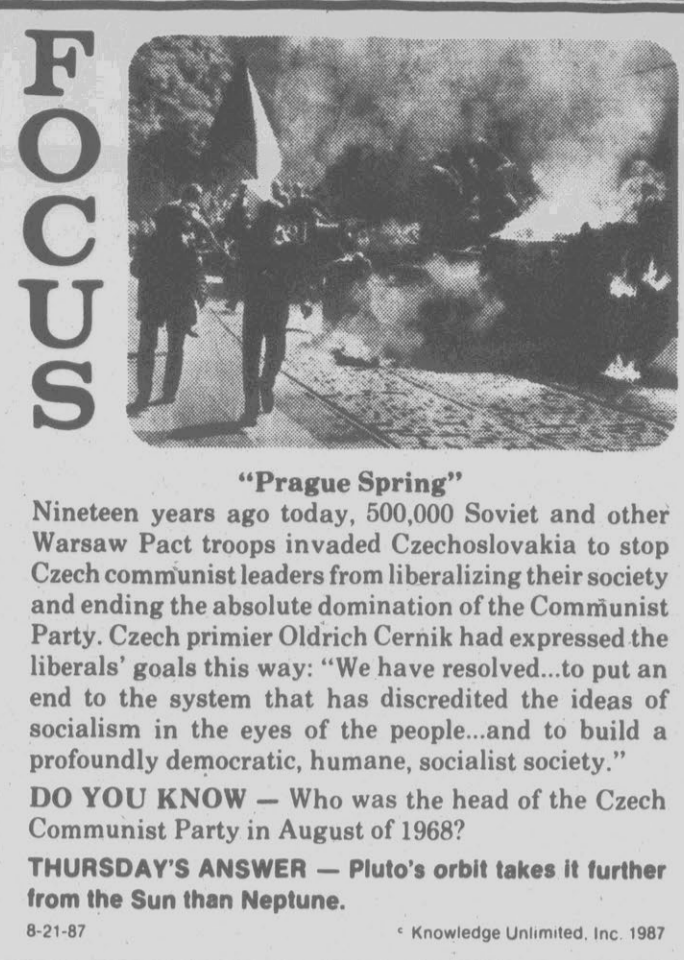 FOCUS
“Prague Spring”
Nineteen years ago today, 500,000 Soviet and other
Warsaw Pact troops invaded Czechoslovakia to stop
Czech communist leaders from liberalizing their society
and ending the absolute domination of the Communist
Party. Czech primier Oldrich Cernik had expressed the
liberals’ goals this way: “We have resolved...to put an
end to the system that has discredited the ideas of
socialism in the eyes of the people...and to build a
profoundly democratic, humane, socialist society.”
DO YOU KNOW — Who was the head of the Czech
Communist Party in August of 1968?
THURSDAY’S ANSWER — Pluto’s orbit takes it further
from the Sun than Neptune.
8-21-87
c Knowledge Unlimited, Inc. 1987